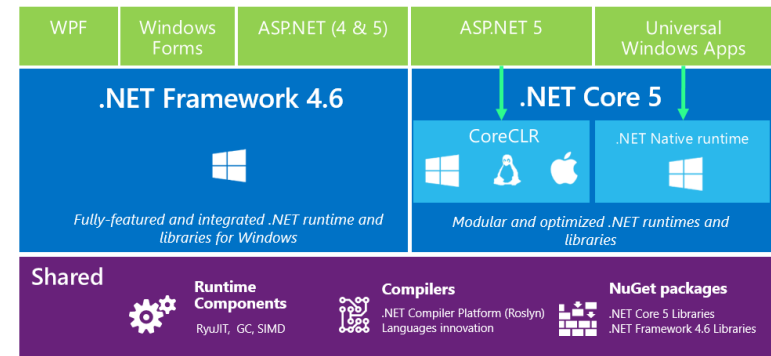 WPF
Windows
Forms
ASP.NET (4 & 5)
ASP.NET 5
Universal
Windows Apps
.NET Framework 4.6
Fully-featured and integrated .NET runtime and
libraries for Windows
.NET Core 5
CoreCLR
.NET Native runtime
Modular and optimized .NET runtimes and
libraries
Shared
Runtime
Components
RyuJIT, GC, SIMD
Compilers
.NET Compiler Platform (Roslyn)
Languages innovation
NuGet packages
.NET Core 5 Libraries
.NET Framework 4.6 Libraries